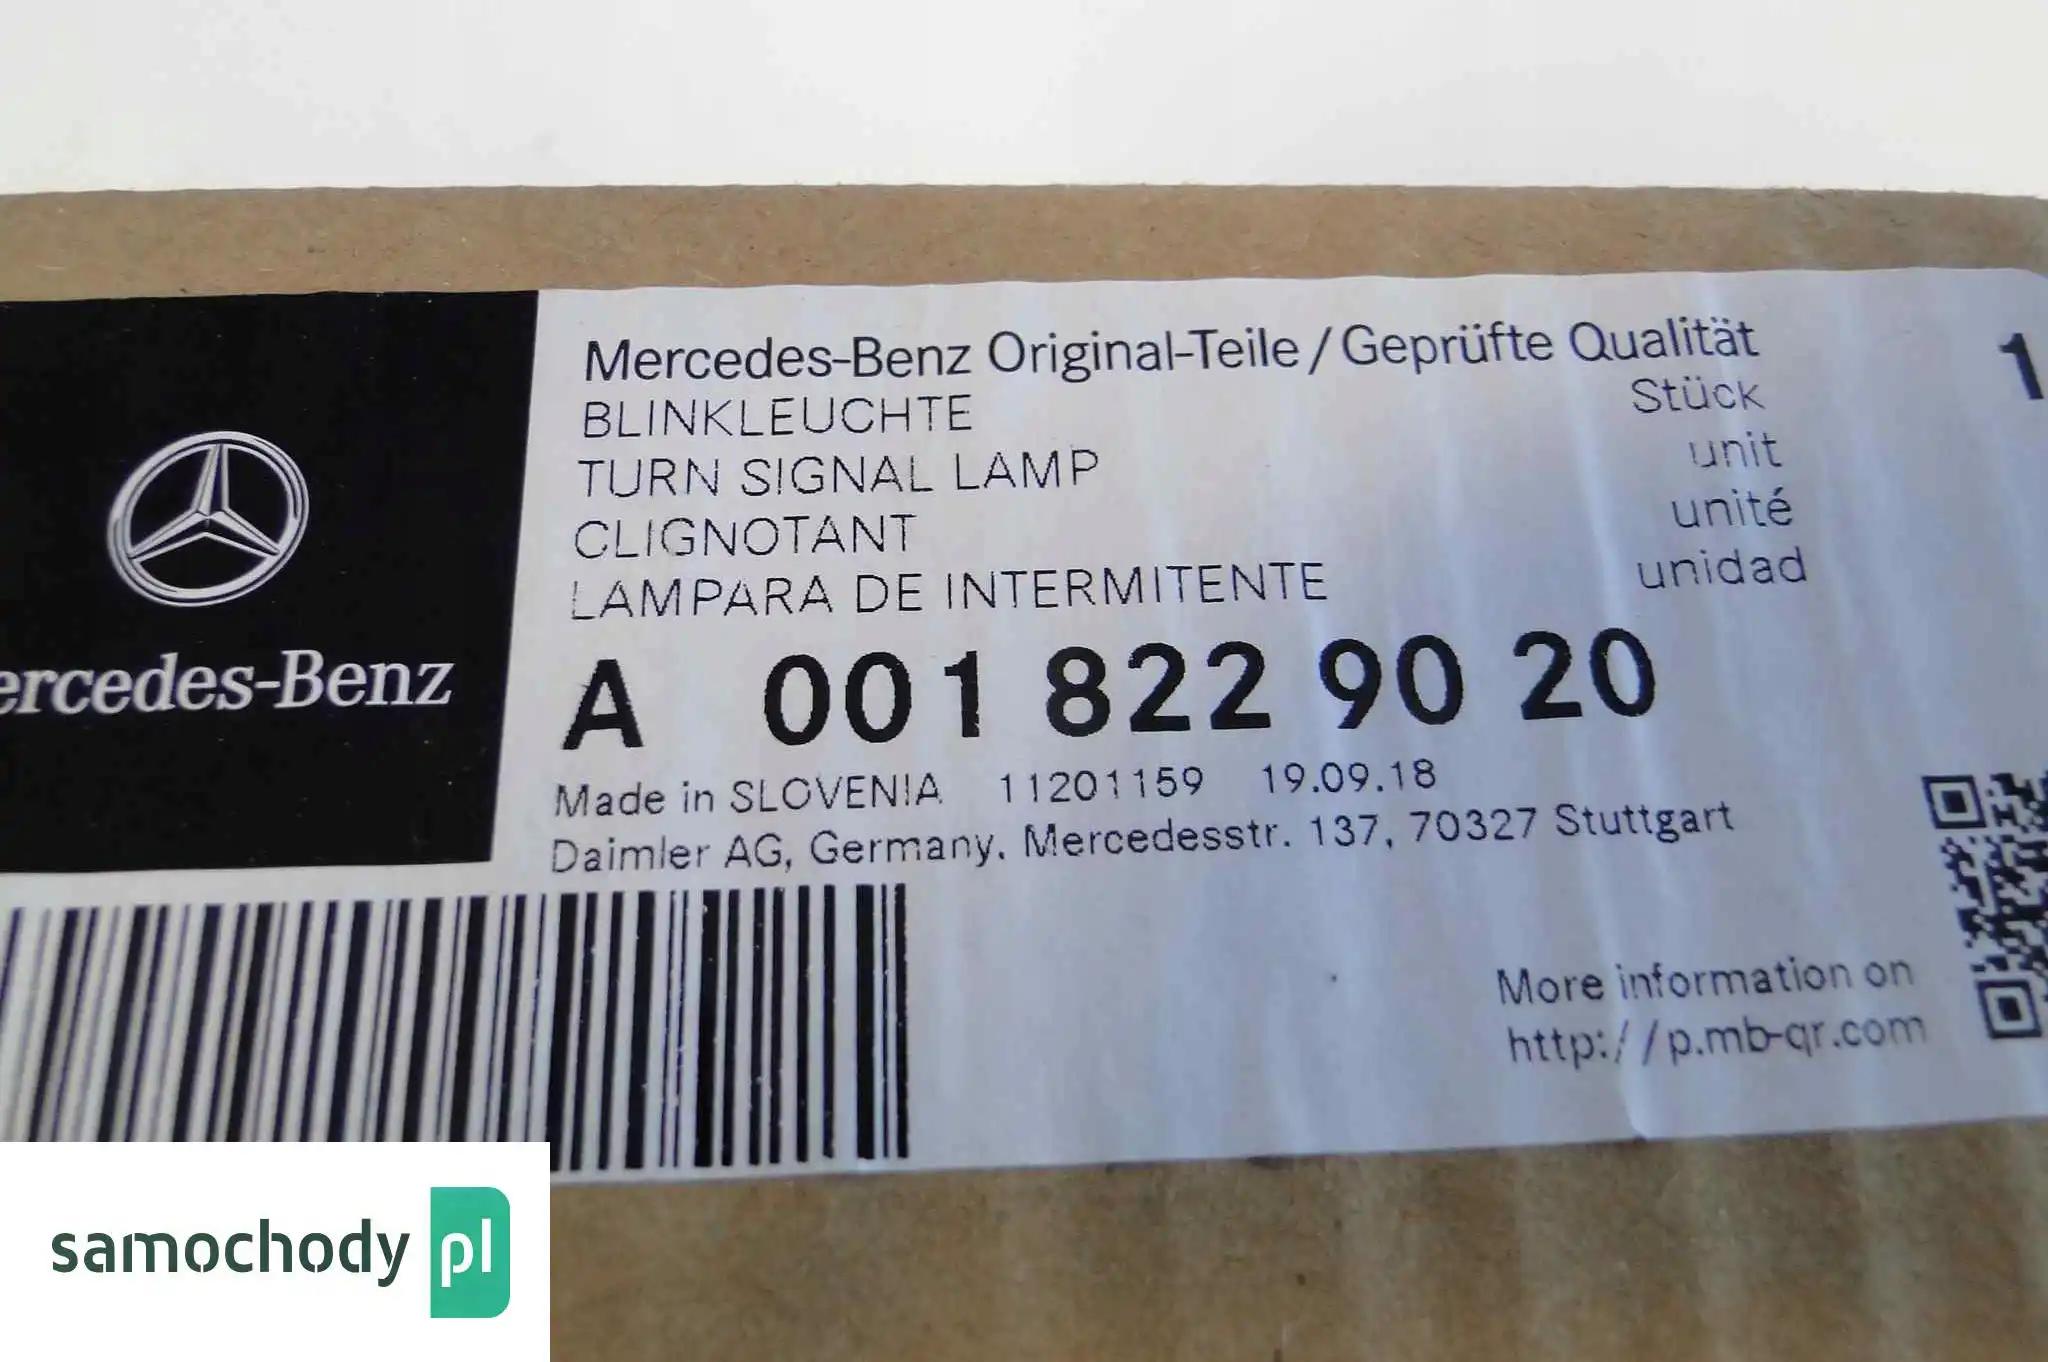 Mercedes-Benz Original-Teile/Geprüfte Qualität
BLINKLEUCHTE
TURN SIGNAL LAMP
CLIGNOTANT
LAMPARA DE INTERMITENTE
Stück 1
unit
unité
unidad
ercedes-Benz
A 001 822 90 20
Made in SLOVENIA 11201159 19.09.18
Daimler AG, Germany. Mercedesstr. 137, 70327 Stuttgart
More information on
http://p.mb-qr.com
samochody pl